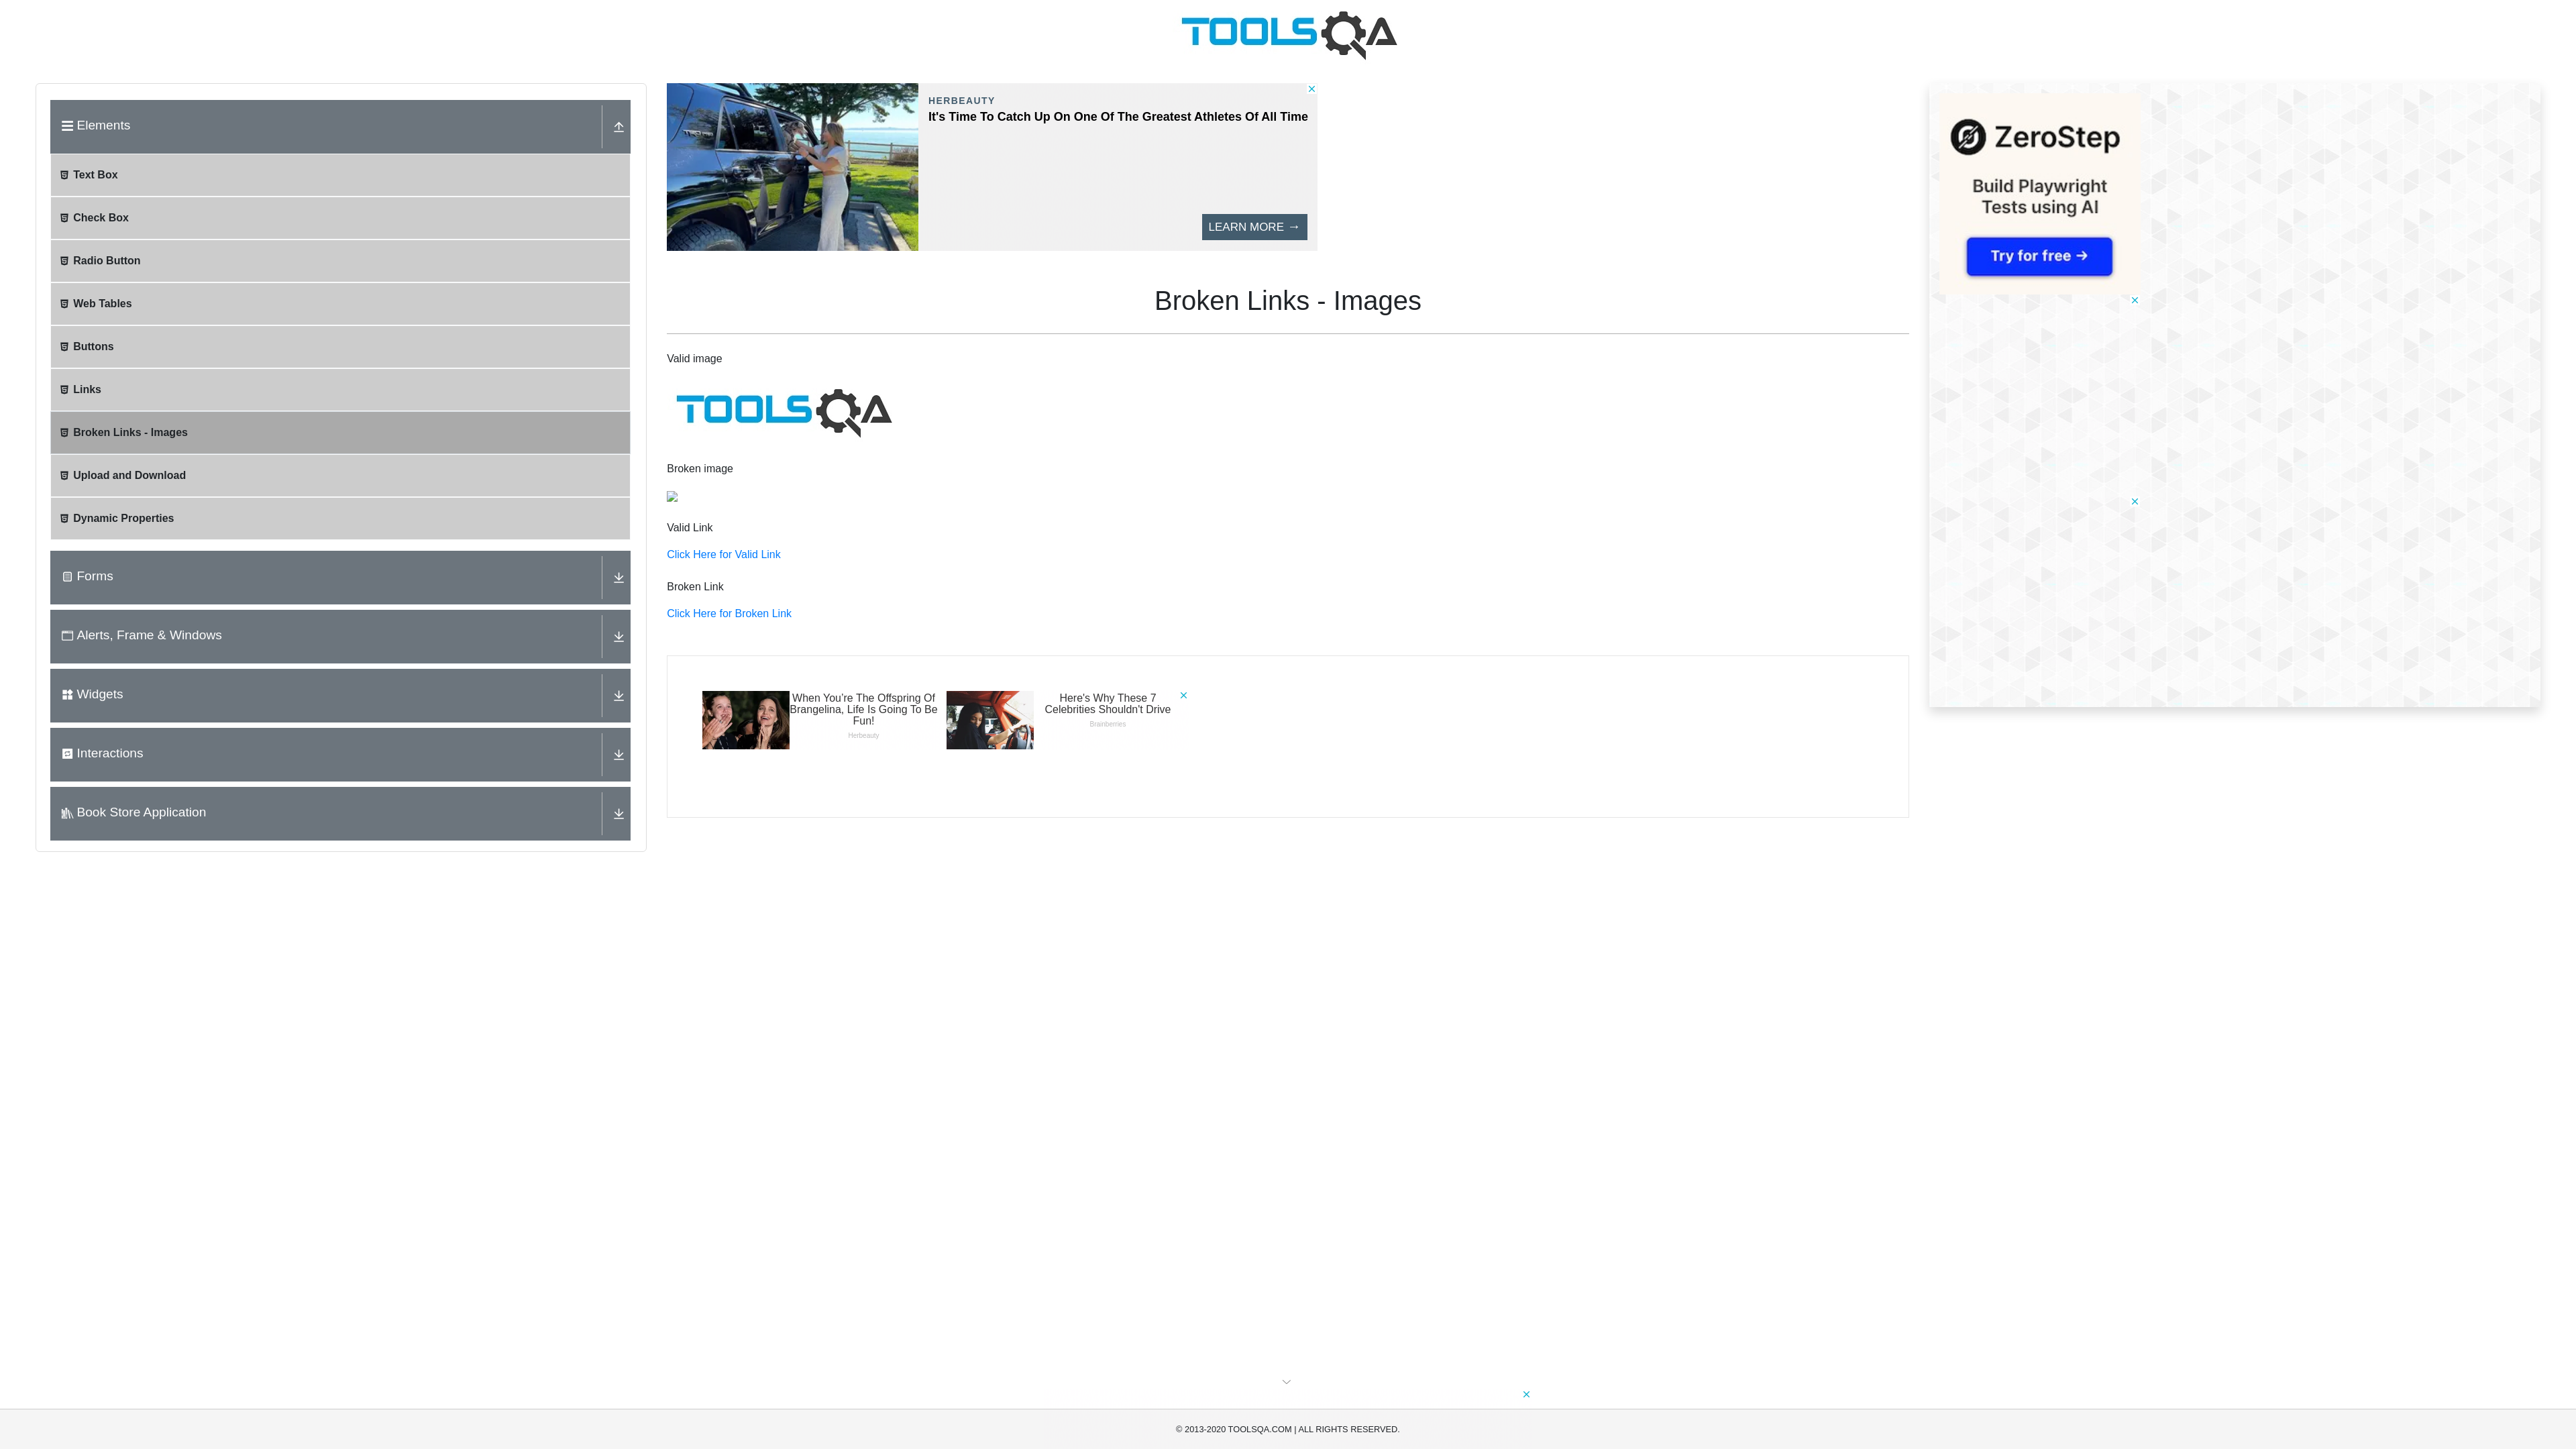 TOOLSQA
Elements
Text Box
Check Box
Radio Button
Web Tables
Buttons
Links
Broken Links - Images
Upload and Download
Dynamic Properties
Forms
Alerts, Frame & Windows
Widgets
Interactions
Book Store Application
HERBEAUTY
It's Time To Catch Up On One Of The Greatest Athletes Of All Time
LEARN MORE →
Broken Links - Images
Valid image
TOOLSQA
Broken image
Valid Link
Click Here for Valid Link
Broken Link
Click Here for Broken Link
When You're The Offspring Of
Brangelina, Life Is Going To Be
Fun!
Herbeauty
Here's Why These 7
Celebrities Shouldn't Drive
Brainberries
ZeroStep
Build Playwright
Tests using AI
Try for free →
© 2013-2020 TOOLSQA.COM | ALL RIGHTS RESERVED.